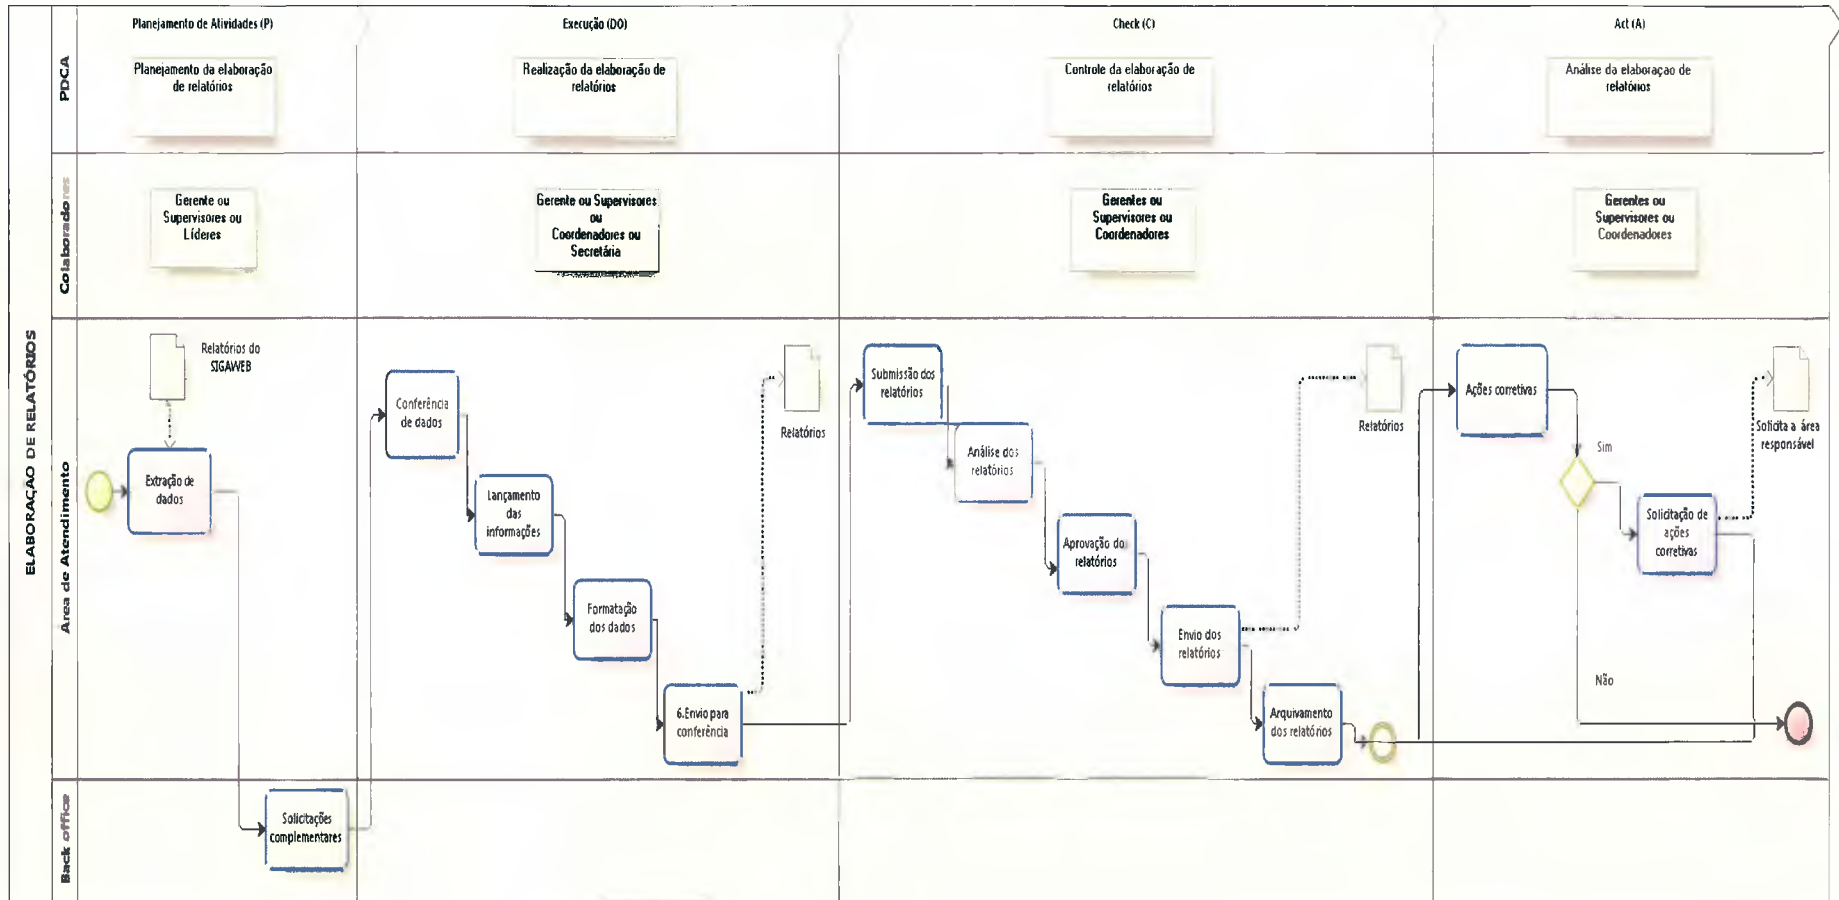 Planejamento de Atividades (P)
Execução (DO)
Check (C)
Act (A)
PDCA
Planejamento da elaboração
de relatórios
Realização da elaboração de
relatórios
Controle da elaboração de
relatórios
Análise da elaboraçao de
relatórios
Colaboradores
Gerente ou
Supervisores ou
Líderes
Gerente ou Supervisores
ou
Coordenadores ou
Secretária
Gerentes ou
Supervisores ou
Coordenadores
Gerentes ou
Supervisores ou
Coordenadores
ELABORAÇAO DE RELATÓRIOS
Area de Atendimento
Relatórios do
SIGAWEB
Extração de
dados
Conferência
de dados
Lançamento
das
informações
Formatação
dos dados
6.Envio para
conferência
Relatórios
Submissão dos
relatórios
Análise dos
relatórios
Aprovação do
relatórios
Envio dos
relatórios
Arquivamento
dos relatórios
Relatórios
Ações corretivas
Sim
Não
Solicitação de
ações
corretivas
Solicita a área
responsável
Back office
Solicitações
complementares